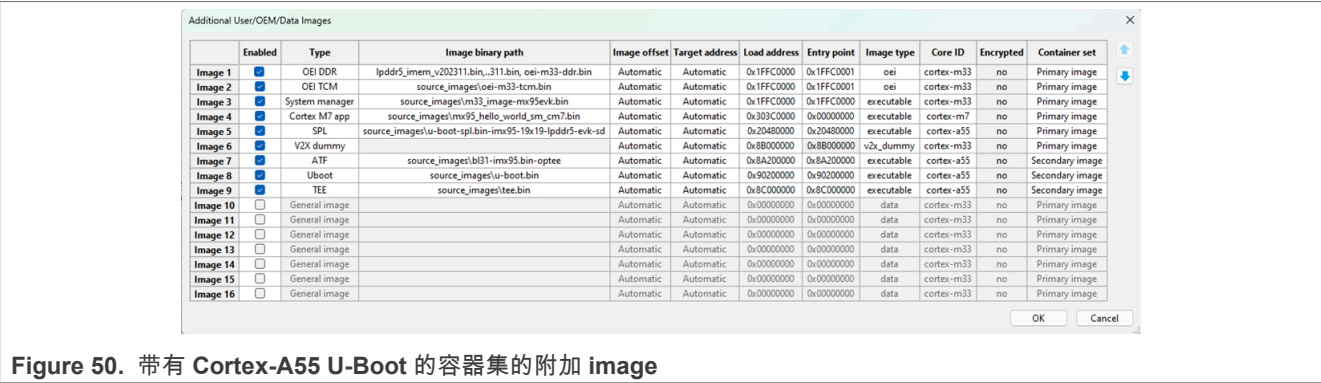 Additional User/OEM/Data Images
Enabled Type Image binary path Image offset Target address Load address Entry point Image type Core ID Encrypted Container set
Image 1 OEI DDR lpddr5_imem_v202311.bin,..311.bin, oei-m33-ddr.bin Automatic Automatic 0x1FFC0000 0x1FFC0001 oei cortex-m33 no Primary image
Image 2 OEI TCM source_images\oei-m33-tcm.bin Automatic Automatic 0x1FFC0000 0x1FFC0001 oei cortex-m33 no Primary image
Image 3 System manager source_images\m33_image-mx95evk.bin Automatic Automatic 0x1FFC0000 0x1FFC0000 executable cortex-m33 no Primary image
Image 4 Cortex M7 app source_images\mx95_hello_world_sm_cm7.bin Automatic Automatic 0x303C0000 0x00000000 executable cortex-m7 no Primary image
Image 5 SPL source_images\u-boot-spl.bin-imx95-19x19-lpddr5-evk-sd Automatic Automatic 0x20480000 0x20480000 executable cortex-a55 no Primary image
Image 6 V2X dummy Automatic Automatic 0x8B000000 0x8B000000 v2x_dummy cortex-m33 no Primary image
Image 7 ATF source_images\bl31-imx95.bin-optee Automatic Automatic 0x8A200000 0x8A200000 executable cortex-a55 no Secondary image
Image 8 Uboot source_images\u-boot.bin Automatic Automatic 0x90200000 0x90200000 executable cortex-a55 no Secondary image
Image 9 TEE source_images\tee.bin Automatic Automatic 0x8C000000 0x8C000000 executable cortex-a55 no Secondary image
Image 10 General image Automatic Automatic 0x00000000 0x00000000 data cortex-m33 no Primary image
Image 11 General image Automatic Automatic 0x00000000 0x00000000 data cortex-m33 no Primary image
Image 12 General image Automatic Automatic 0x00000000 0x00000000 data cortex-m33 no Primary image
Image 13 General image Automatic Automatic 0x00000000 0x00000000 data cortex-m33 no Primary image
Image 14 General image Automatic Automatic 0x00000000 0x00000000 data cortex-m33 no Primary image
Image 15 General image Automatic Automatic 0x00000000 0x00000000 data cortex-m33 no Primary image
Image 16 General image Automatic Automatic 0x00000000 0x00000000 data cortex-m33 no Primary image
OK Cancel
Figure 50. 带有 Cortex-A55 U-Boot 的容器集的附加 image